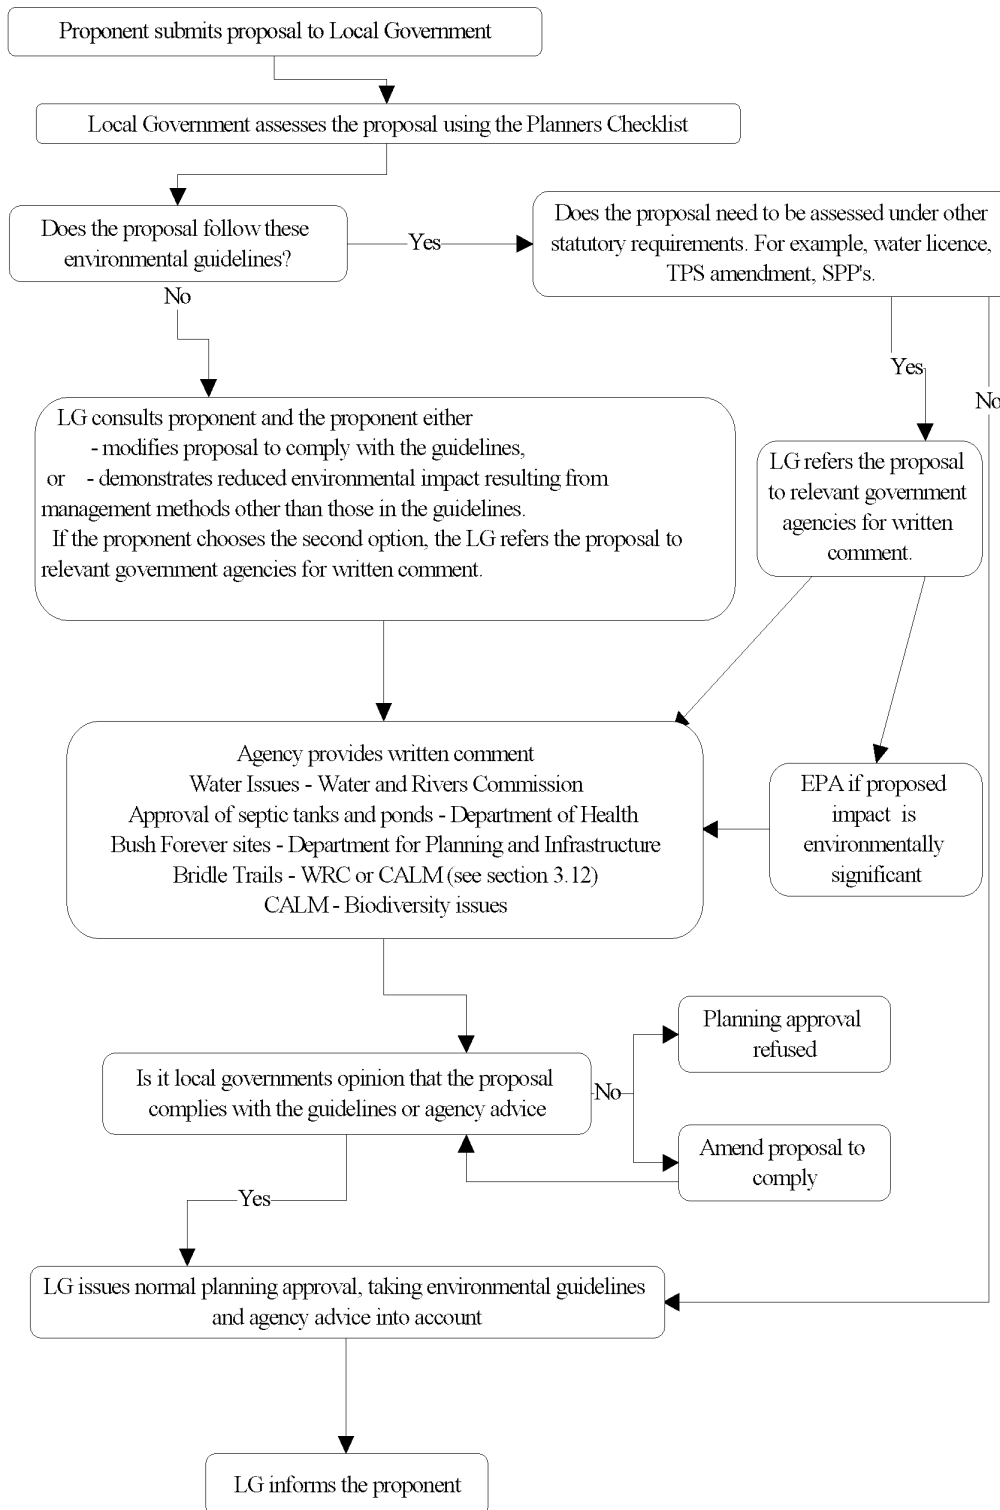 Proponent submits proposal to Local Government
Local Government assesses the proposal using the Planners Checklist
Does the proposal follow these
environmental guidelines?
Yes
Does the proposal need to be assessed under other
statutory requirements. For example, water licence,
TPS amendment, SPP's.
No
Yes
No
LG consults proponent and the proponent either
- modifies proposal to comply with the guidelines,
or - demonstrates reduced environmental impact resulting from
management methods other than those in the guidelines.
If the proponent chooses the second option, the LG refers the proposal to
relevant government agencies for written comment.
LG refers the proposal
to relevant government
agencies for written
comment.
Agency provides written comment
Water Issues - Water and Rivers Commission
Approval of septic tanks and ponds - Department of Health
Bush Forever sites - Department for Planning and Infrastructure
Bridle Trails - WRC or CALM (see section 3.12)
CALM - Biodiversity issues
EPA if proposed
impact is
environmentally
significant
Is it local governments opinion that the proposal
complies with the guidelines or agency advice
No
Planning approval
refused
Amend proposal to
comply
Yes
LG issues normal planning approval, taking environmental guidelines
and agency advice into account
LG informs the proponent